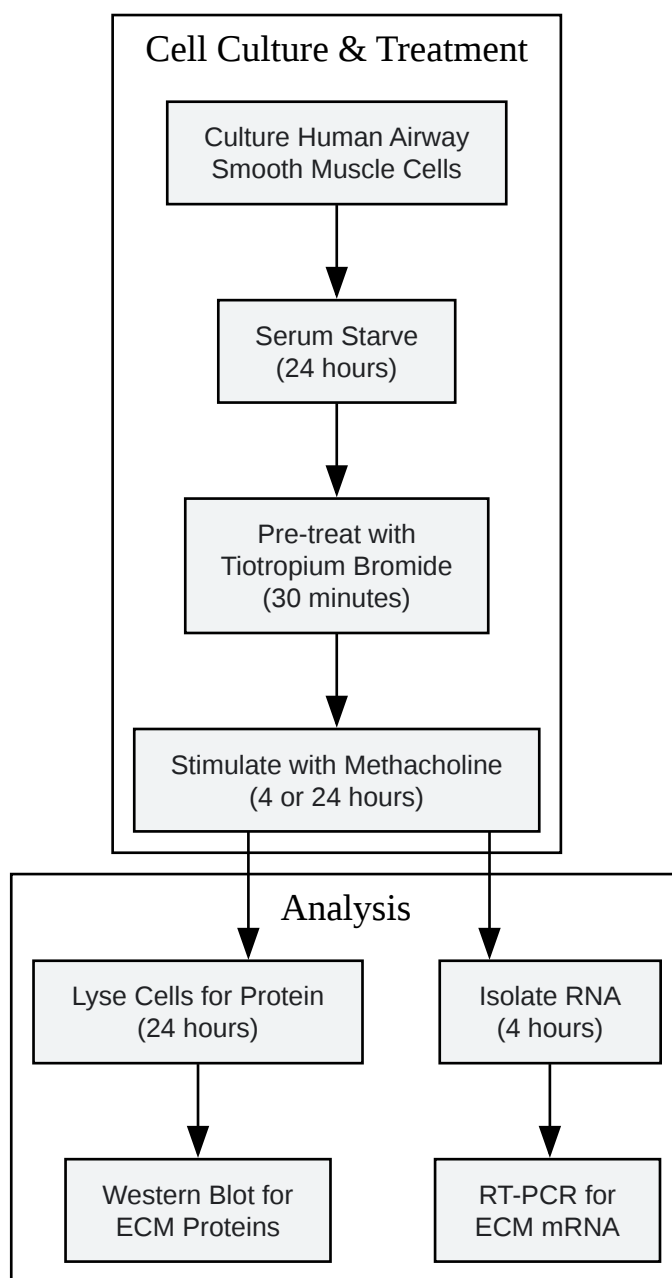 Cell Culture & Treatment
Culture Human Airway
Smooth Muscle Cells
Serum Starve
(24 hours)
Pre-treat with
Tiotropium Bromide
(30 minutes)
Stimulate with Methacholine
(4 or 24 hours)
Analysis
Lyse Cells for Protein
(24 hours)
Isolate RNA
(4 hours)
Western Blot for
ECM Proteins
RT-PCR for
ECM mRNA